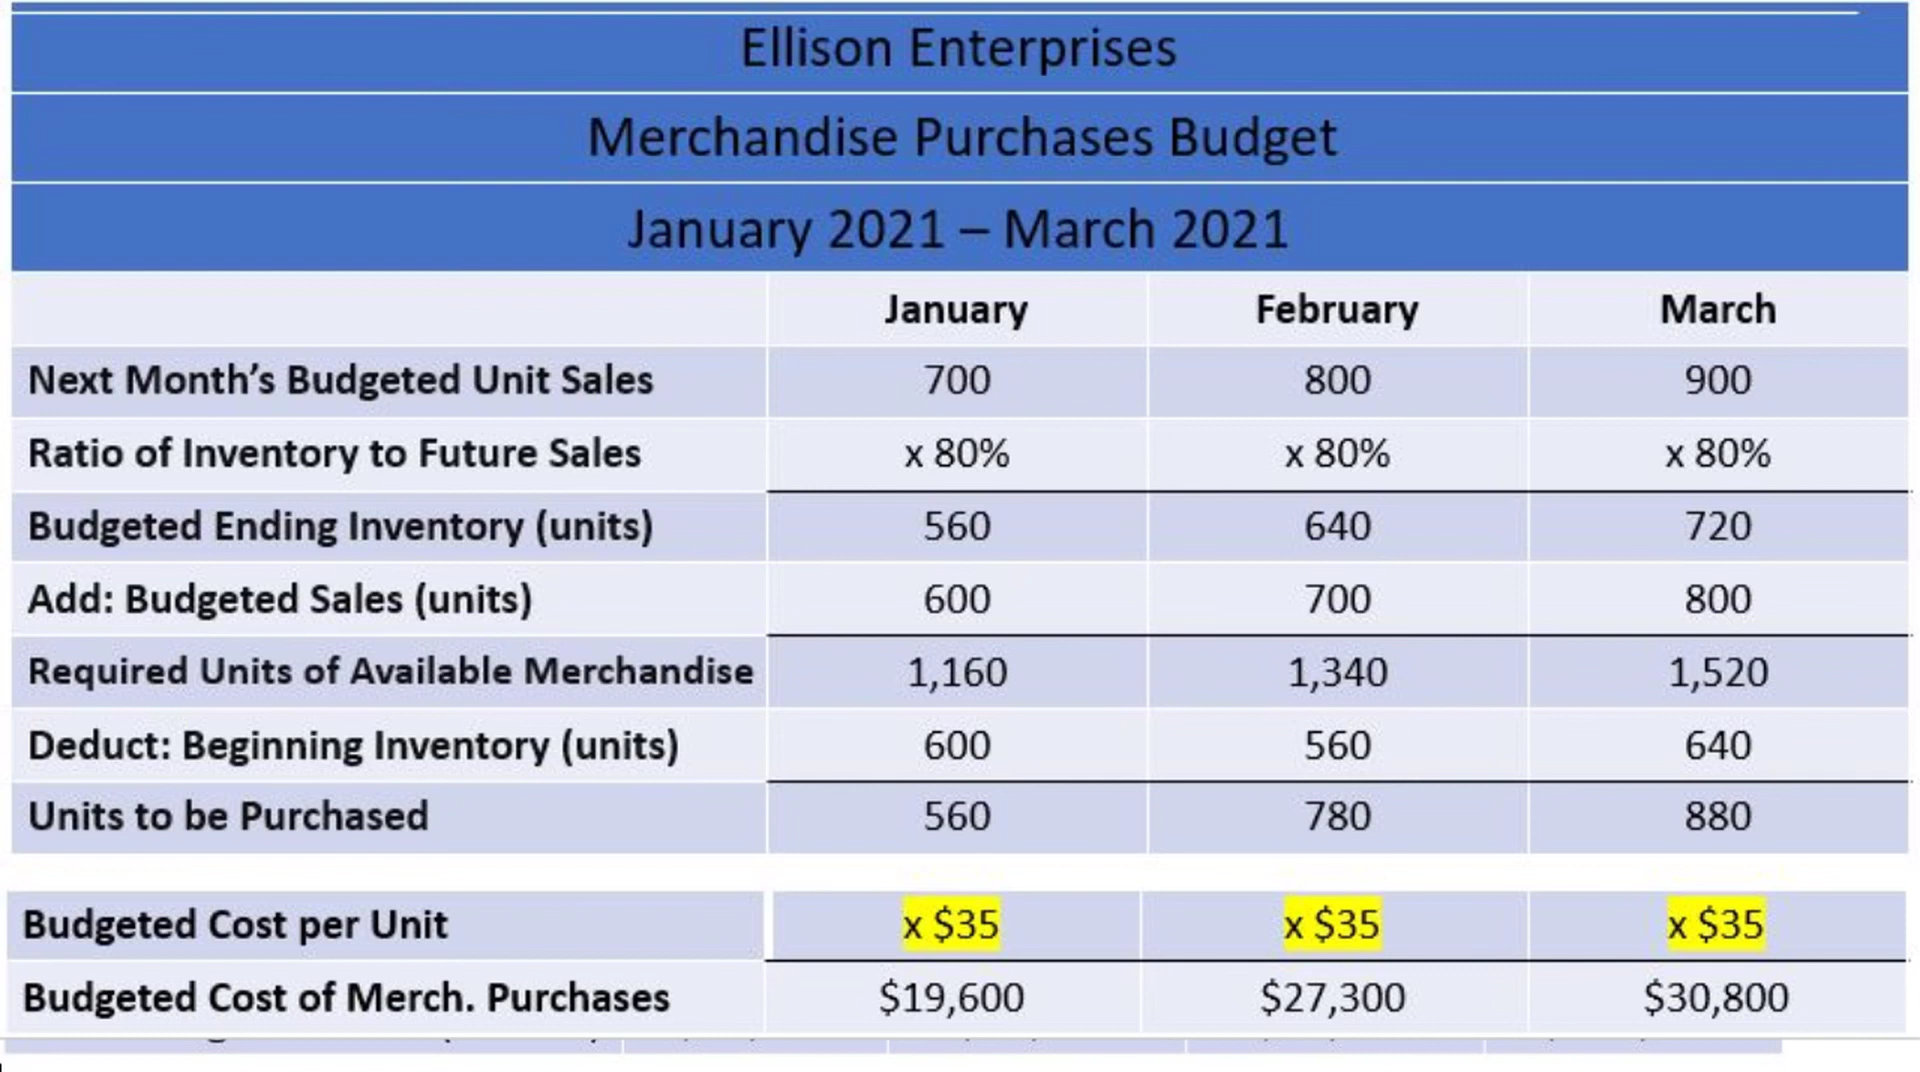 Ellison Enterprises
Merchandise Purchases Budget
January 2021 – March 2021
January February March
Next Month’s Budgeted Unit Sales 700 800 900
Ratio of Inventory to Future Sales x 80% x 80% x 80%
Budgeted Ending Inventory (units) 560 640 720
Add: Budgeted Sales (units) 600 700 800
Required Units of Available Merchandise 1,160 1,340 1,520
Deduct: Beginning Inventory (units) 600 560 640
Units to be Purchased 560 780 880
Budgeted Cost per Unit x $35 x $35 x $35
Budgeted Cost of Merch. Purchases $19,600 $27,300 $30,800